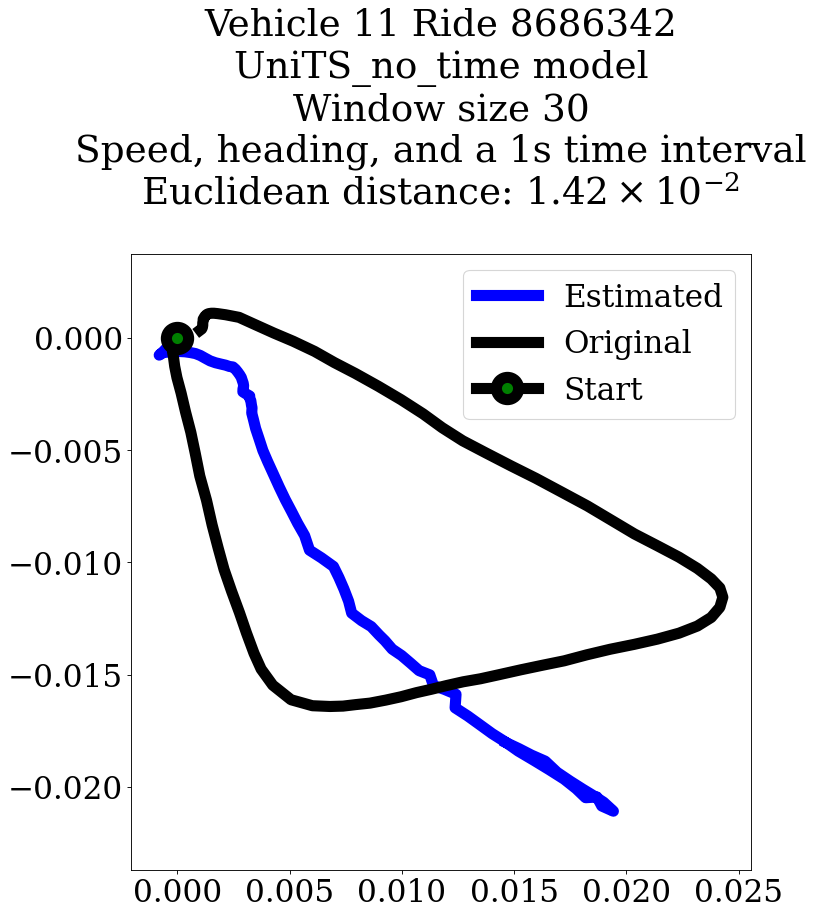 Vehicle 11 Ride 8686342
UniTS_no_time model
Window size 30
Speed, heading, and a 1s time interval
Euclidean distance: 1.42 × 10⁻²
Estimated
Original
Start
0.000
−0.005
−0.010
−0.015
−0.020
0.000 0.005 0.010 0.015 0.020 0.025